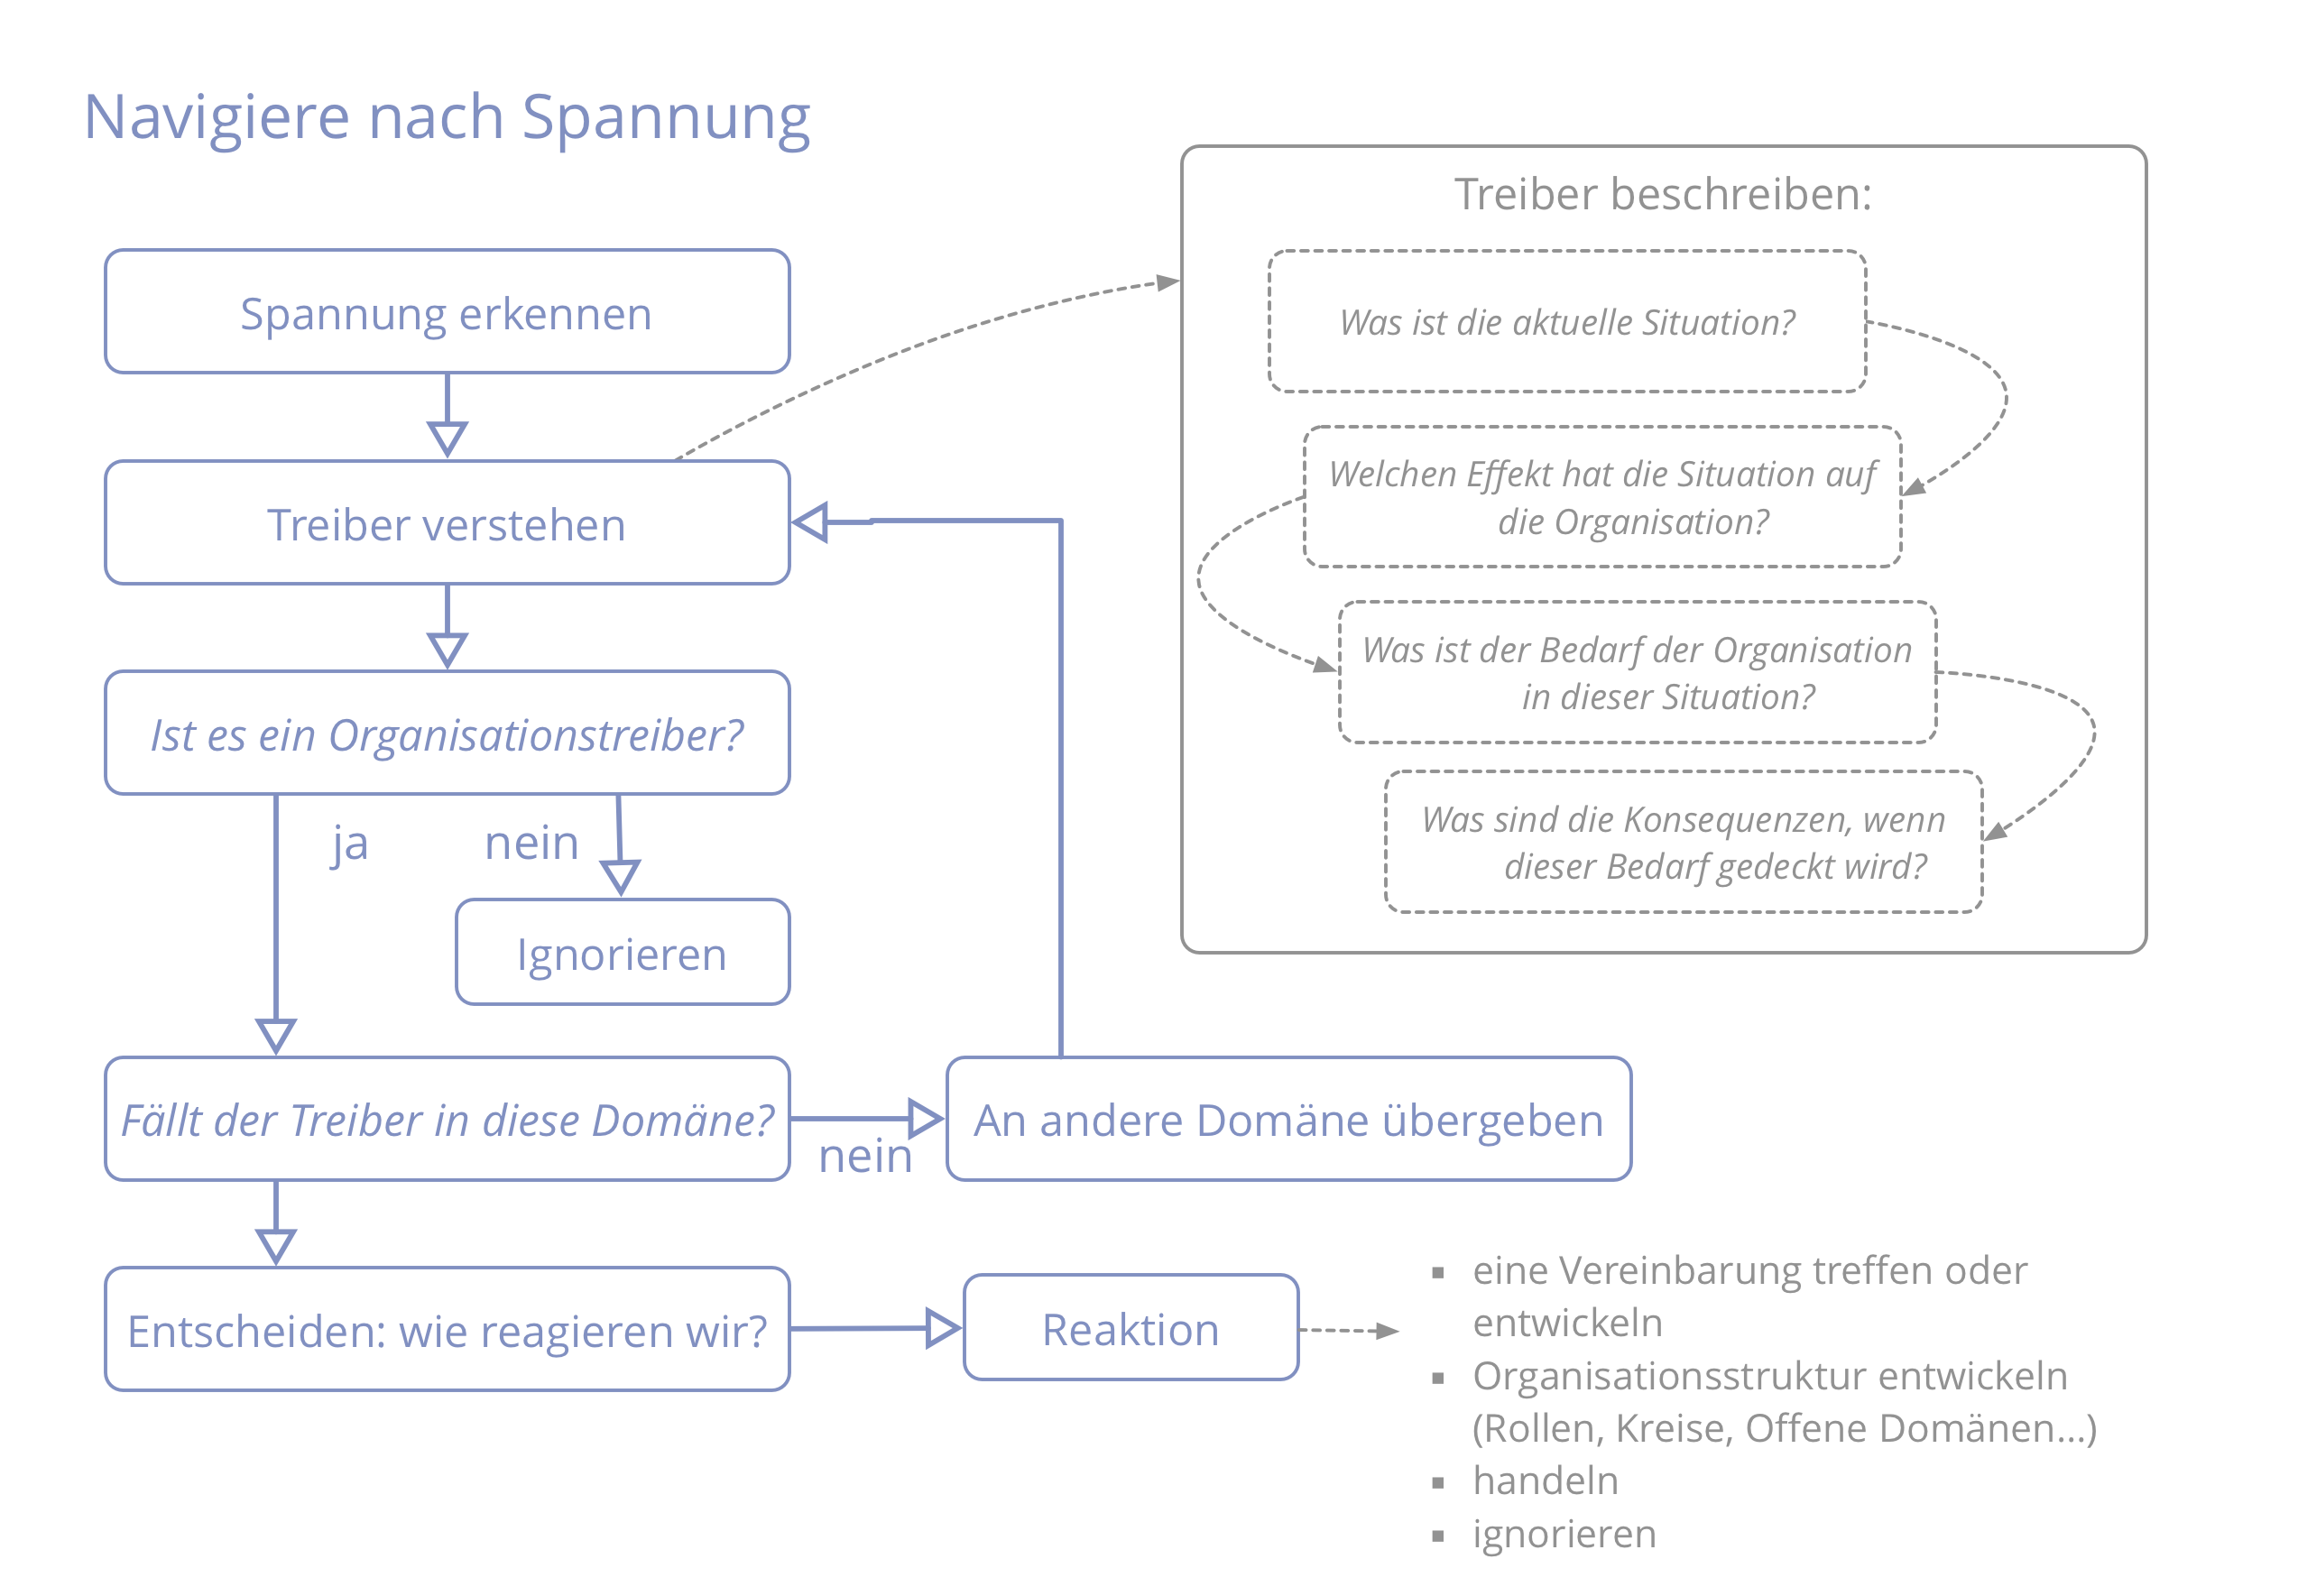 Navigiere nach Spannung
Spannung erkennen
Treiber verstehen
Ist es ein Organisationstreiber?
ja
nein
Ignorieren
Fällt der Treiber in diese Domäne?
nein
An andere Domäne übergeben
Entscheiden: wie reagieren wir?
Reaktion
▪ eine Vereinbarung treffen oder
entwickeln
▪ Organisationsstruktur entwickeln
(Rollen, Kreise, Offene Domänen...)
▪ handeln
▪ ignorieren
Treiber beschreiben:
Was ist die aktuelle Situation?
Welchen Effekt hat die Situation auf
die Organisation?
Was ist der Bedarf der Organisation
in dieser Situation?
Was sind die Konsequenzen, wenn
dieser Bedarf gedeckt wird?